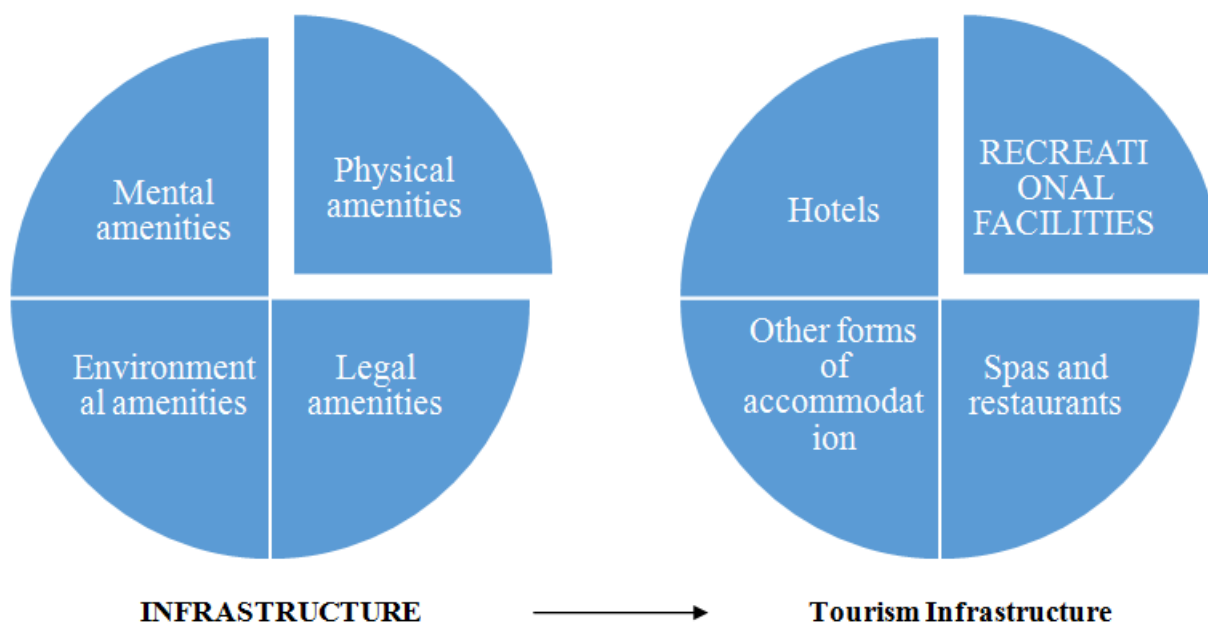 Mental
amenities
Physical
amenities
Environment
al amenities
Legal
amenities
Hotels
RECREATI
ONAL
FACILITIES
Other forms
of
accommodat
ion
Spas and
restaurants
INFRASTRUCTURE
Tourism Infrastructure